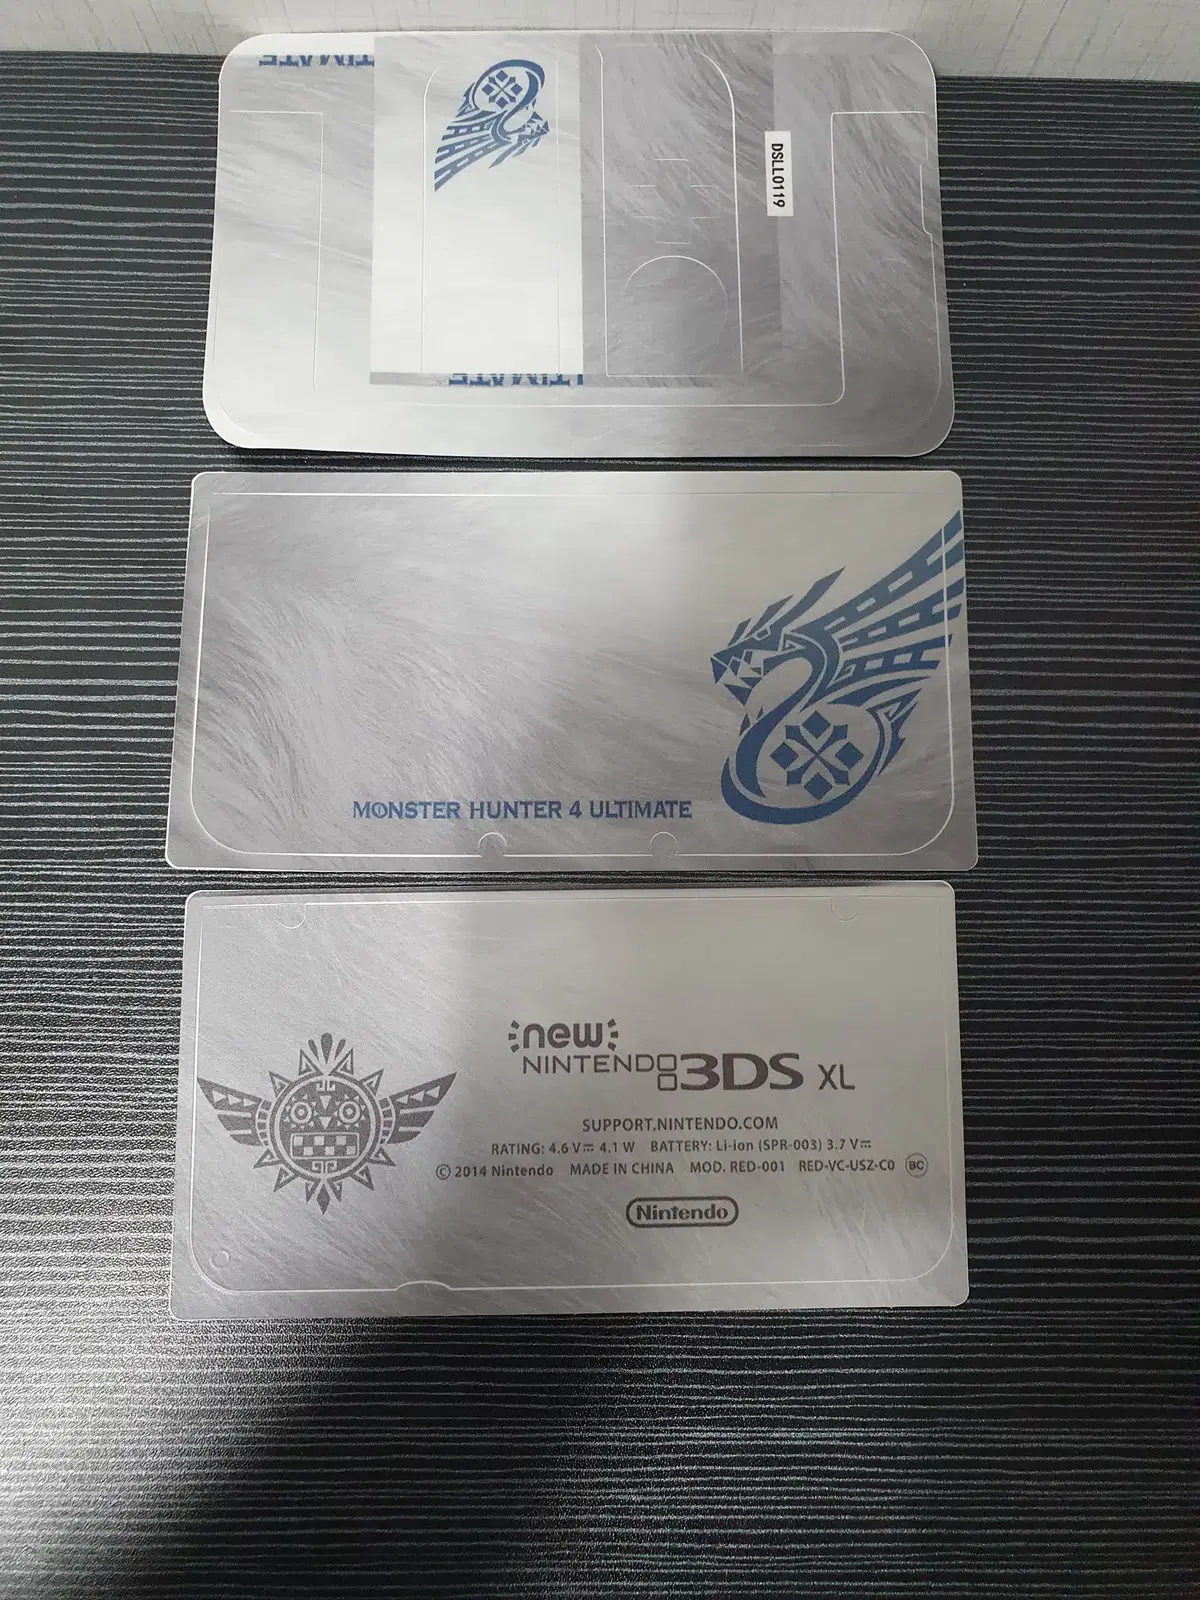 LTIMATE
DSLL0119
LTIMATE
MONSTER HUNTER 4 ULTIMATE
new
NINTENDO 3DS XL
SUPPORT.NINTENDO.COM
RATING: 4.6 V⎓ 4.1 W BATTERY: Li-ion (SPR-003) 3.7 V⎓
© 2014 Nintendo MADE IN CHINA MOD. RED-001 RED-VC-USZ-C0 BC
Nintendo